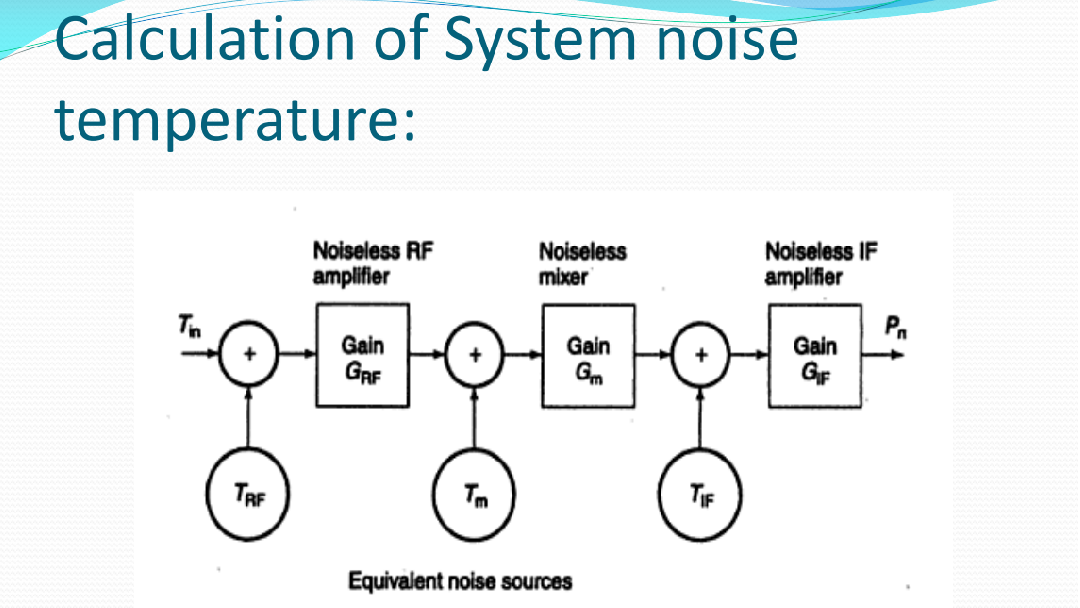 Calculation of System noise
temperature:
Noiseless RF
amplifier
Noiseless
mixer
Noiseless IF
amplifier
Tin
+
Gain
GRF
+
Gain
Gm
+
Gain
GIF
Pn
TRF
Tm
TIF
Equivalent noise sources